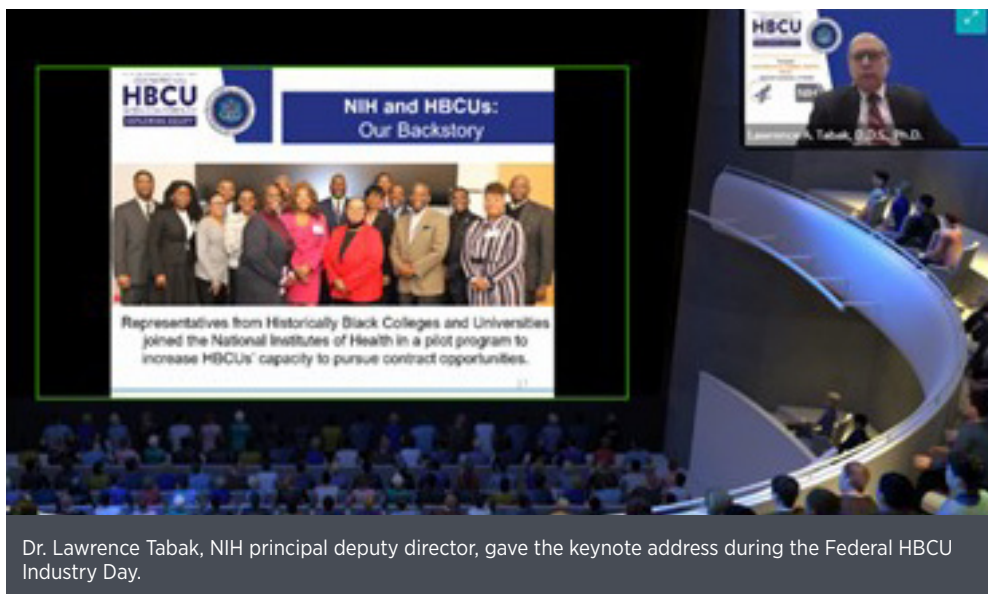 HBCU
NIH and HBCUs:
Our Backstory
Representatives from Historically Black Colleges and Universities
joined the National Institutes of Health in a pilot program to
increase HBCUs' capacity to pursue contract opportunities.
HBCU
NIH
Lawrence A. Tabak, D.D.S., Ph.D.
Dr. Lawrence Tabak, NIH principal deputy director, gave the keynote address during the Federal HBCU
Industry Day.